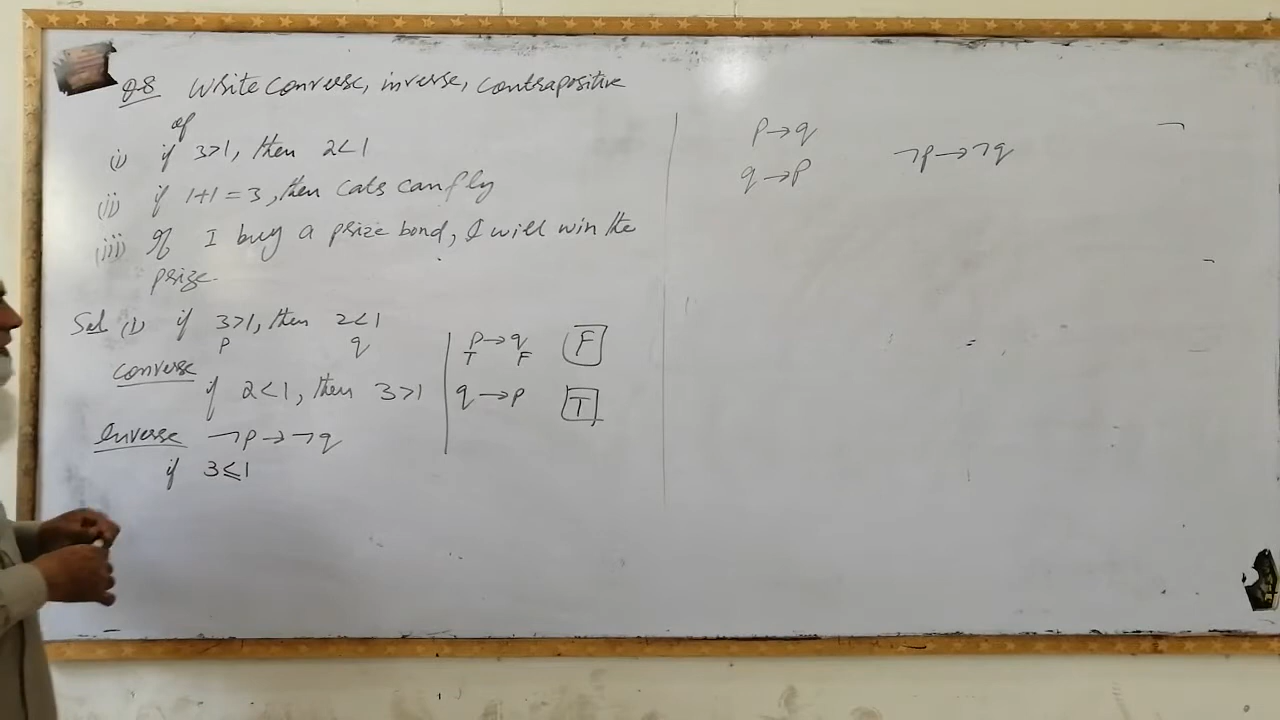 Q8 Write Converse, inverse, contrapositive
of
(i) if 3>1, then 2<1
(ii) if 1+1=3, then cats can fly
(iii) If I buy a prize bond, I will win the
prize.
Sol (i) if 3>1, then 2<1
p q
converse
if 2<1, then 3>1
Inverse ¬p→¬q
if 3⩽1
p→q F
T F
q→p T
p→q
q→p
¬p→¬q
¬